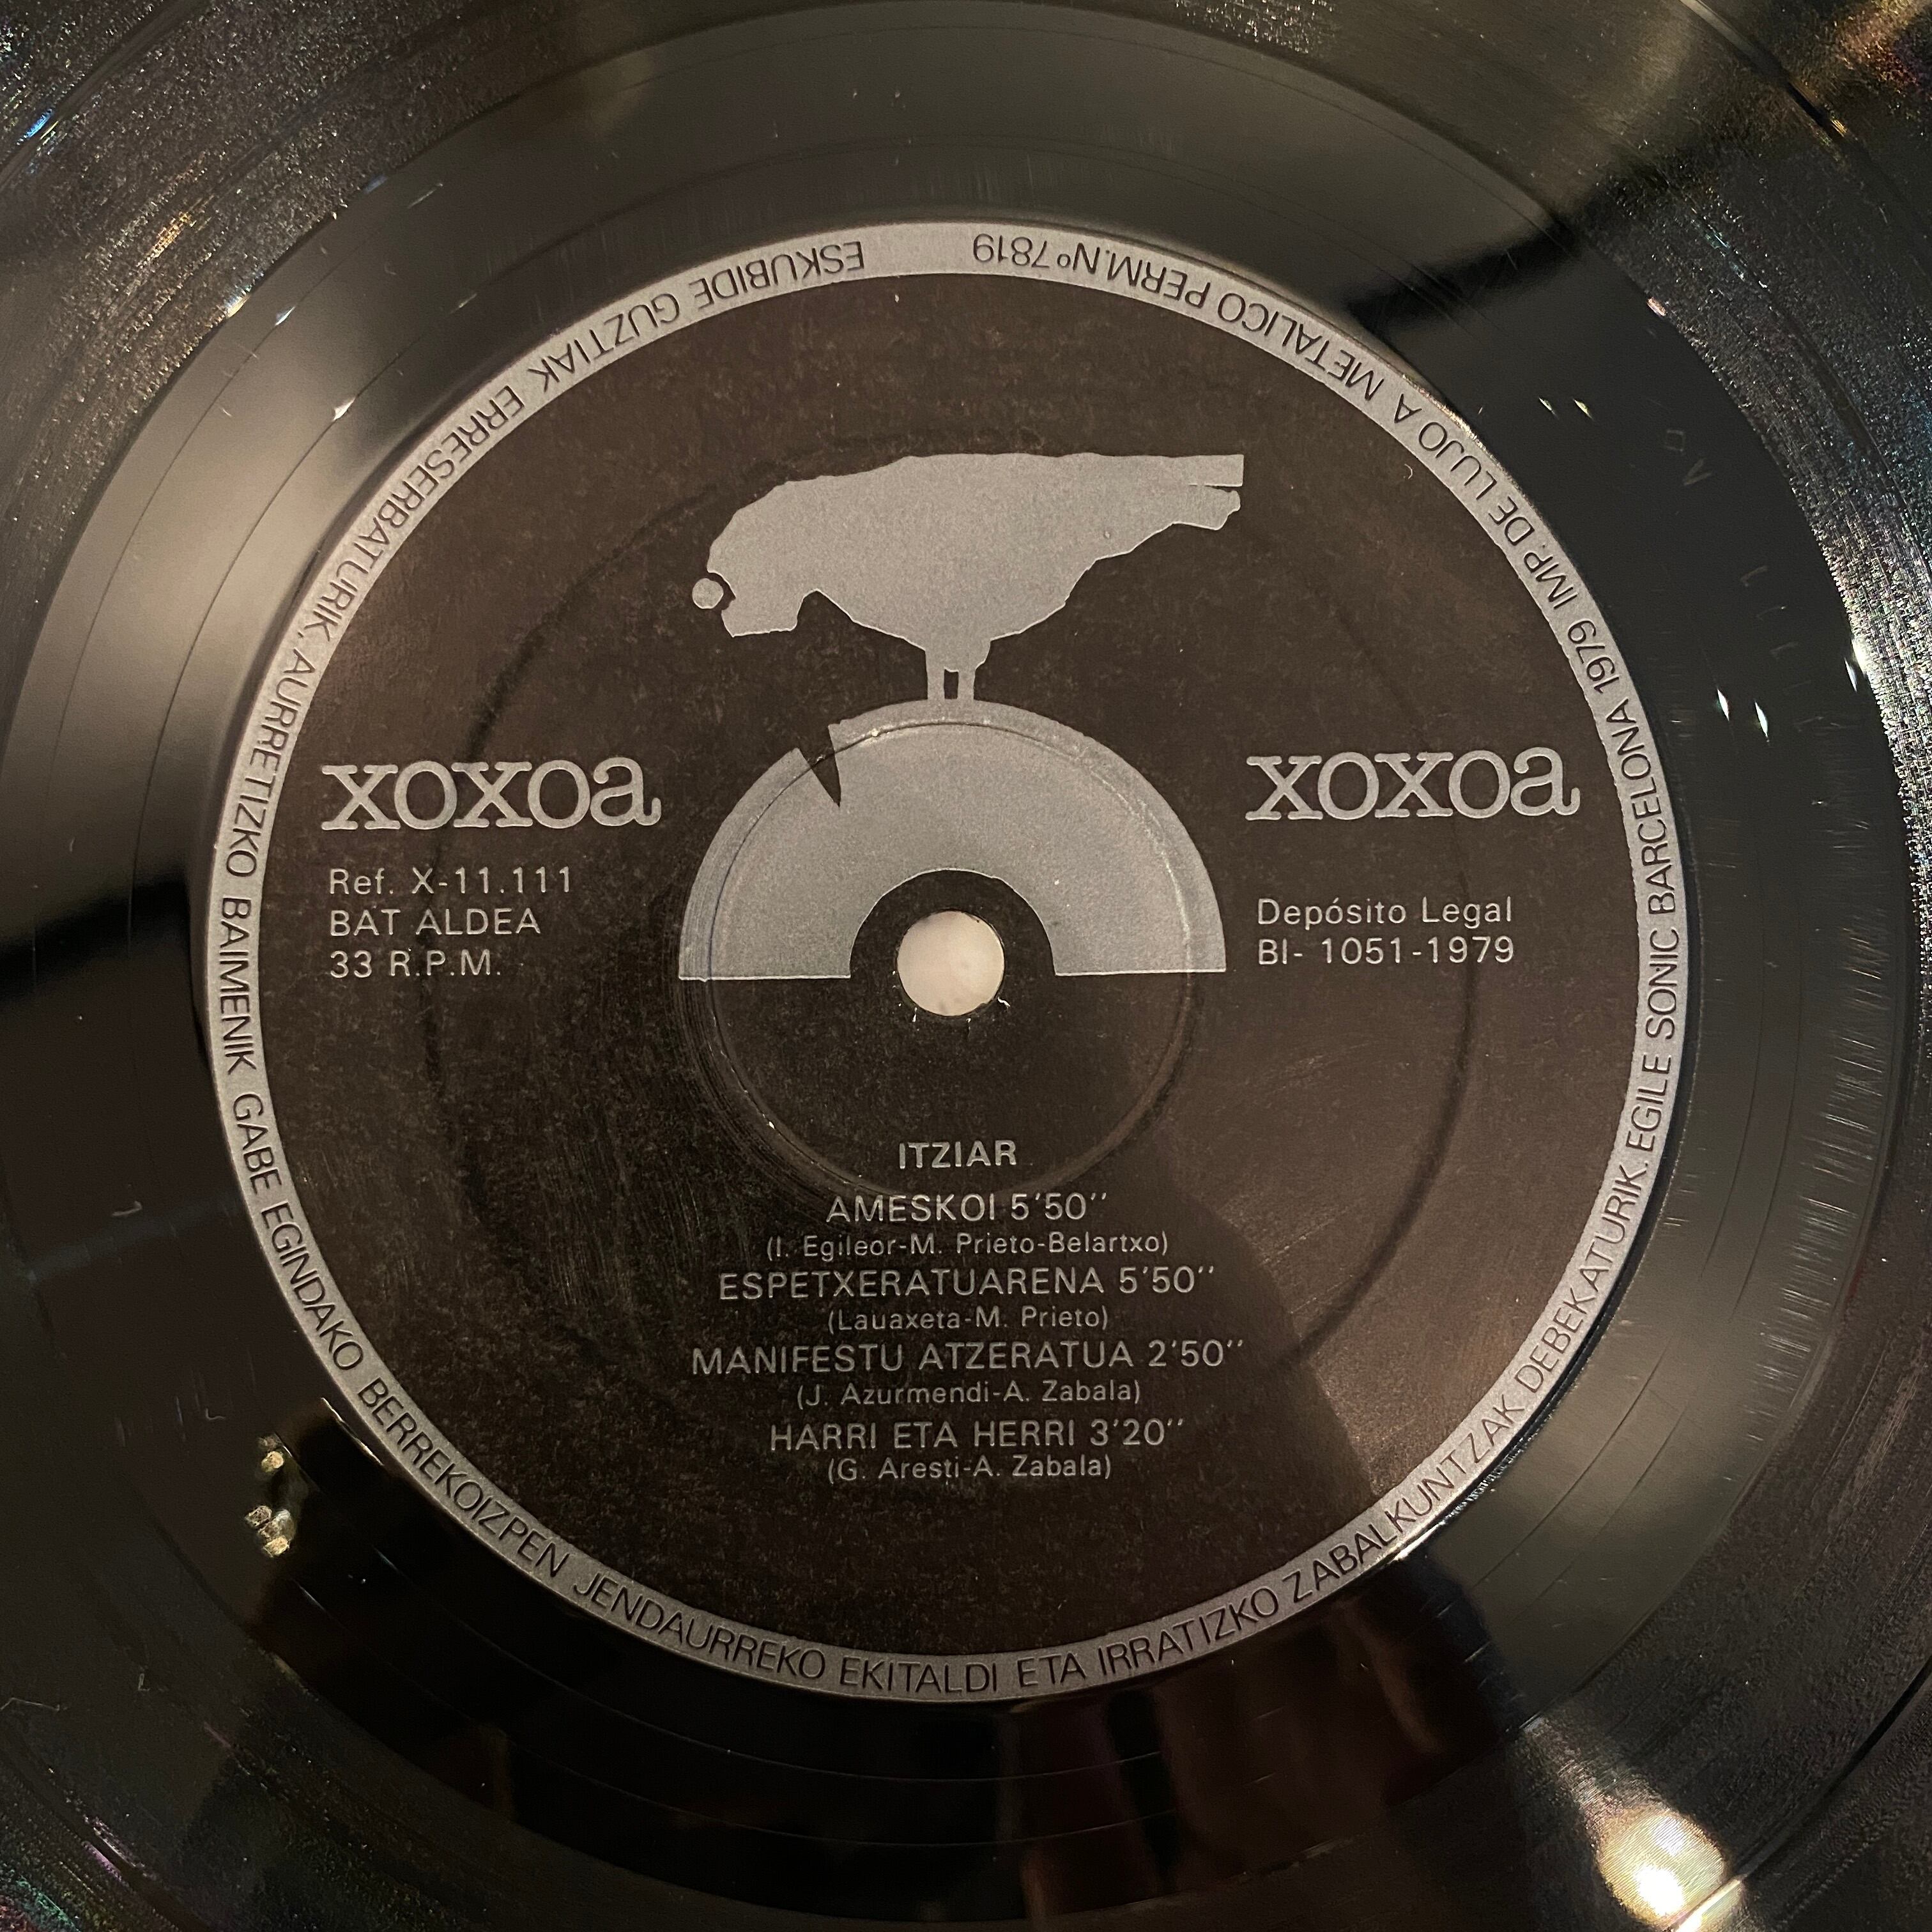 xoxoa
Ref. X-11.111
BAT ALDEA
33 R.P.M.
xoxoa
Depósito Legal
BI- 1051-1979
ITZIAR
AMESKOI 5'50''
(I. Egileor-M. Prieto-Belartxo)
ESPETXERATUARENA 5'50''
(Lauaxeta-M. Prieto)
MANIFESTU ATZERATUA 2'50''
(J. Azurmendi-A. Zabala)
HARRI ETA HERRI 3'20''
(G. Aresti-A. Zabala)
ESKUBIDE GUZTIAK ERRESERBATURIK, AURRETIZKO BAIMENIK GABE EGINDAKO BERREKOIZPEN JENDAURREKO EKITALDI ETA IRRATIZKO ZABALKUNTZAK DEBEKATURIK. EGILE SONIC BARCELONA 1979 IMP. DE LUJO A METALICO PERM. Nº 7819